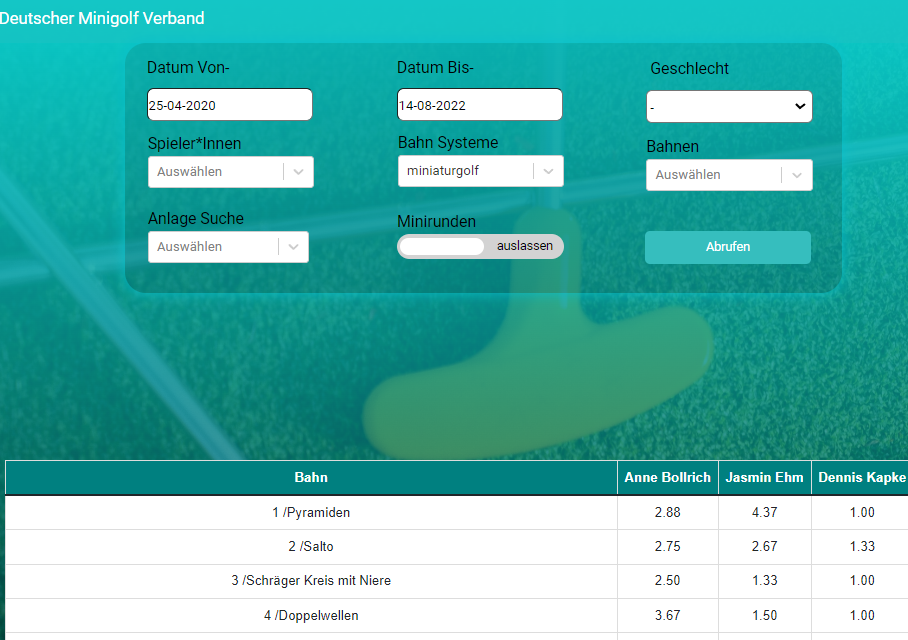 Deutscher Minigolf Verband
Datum Von-
Datum Bis-
Geschlecht
25-04-2020
14-08-2022
-
Spieler*Innen
Bahn Systeme
Bahnen
Auswählen
miniaturgolf
Auswählen
Anlage Suche
Minirunden
Auswählen
auslassen
Abrufen
Bahn Anne Bollrich Jasmin Ehm Dennis Kapke
1 /Pyramiden 2.88 4.37 1.00
2 /Salto 2.75 2.67 1.33
3 /Schräger Kreis mit Niere 2.50 1.33 1.00
4 /Doppelwellen 3.67 1.50 1.00